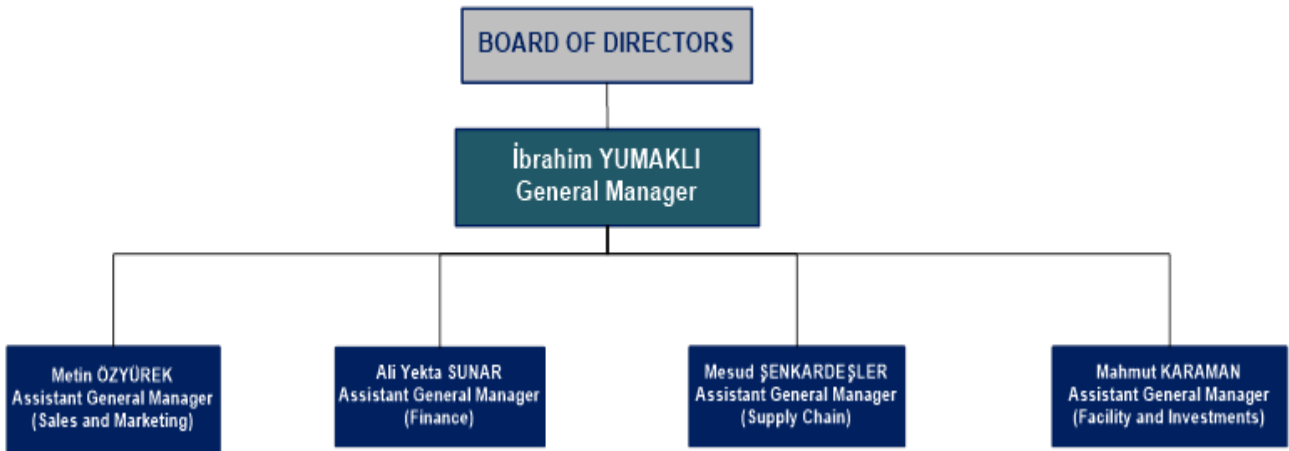 BOARD OF DIRECTORS
İbrahim YUMAKLI
General Manager
Metin ÖZYÜREK
Assistant General Manager
(Sales and Marketing)
Ali Yekta SUNAR
Assistant General Manager
(Finance)
Mesud ŞENKARDEŞLER
Assistant General Manager
(Supply Chain)
Mahmut KARAMAN
Assistant General Manager
(Facility and Investments)